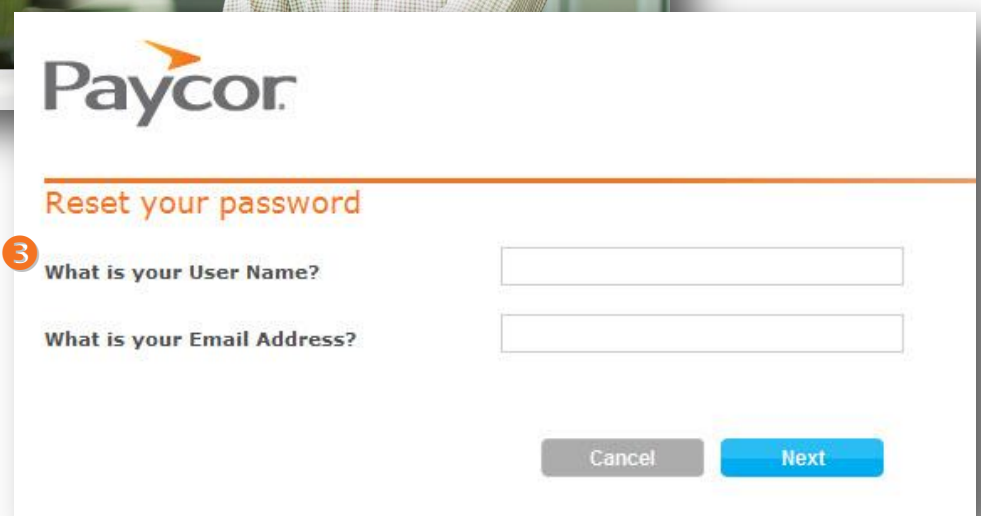 Paycor
Reset your password
3
What is your User Name?
What is your Email Address?
Cancel Next